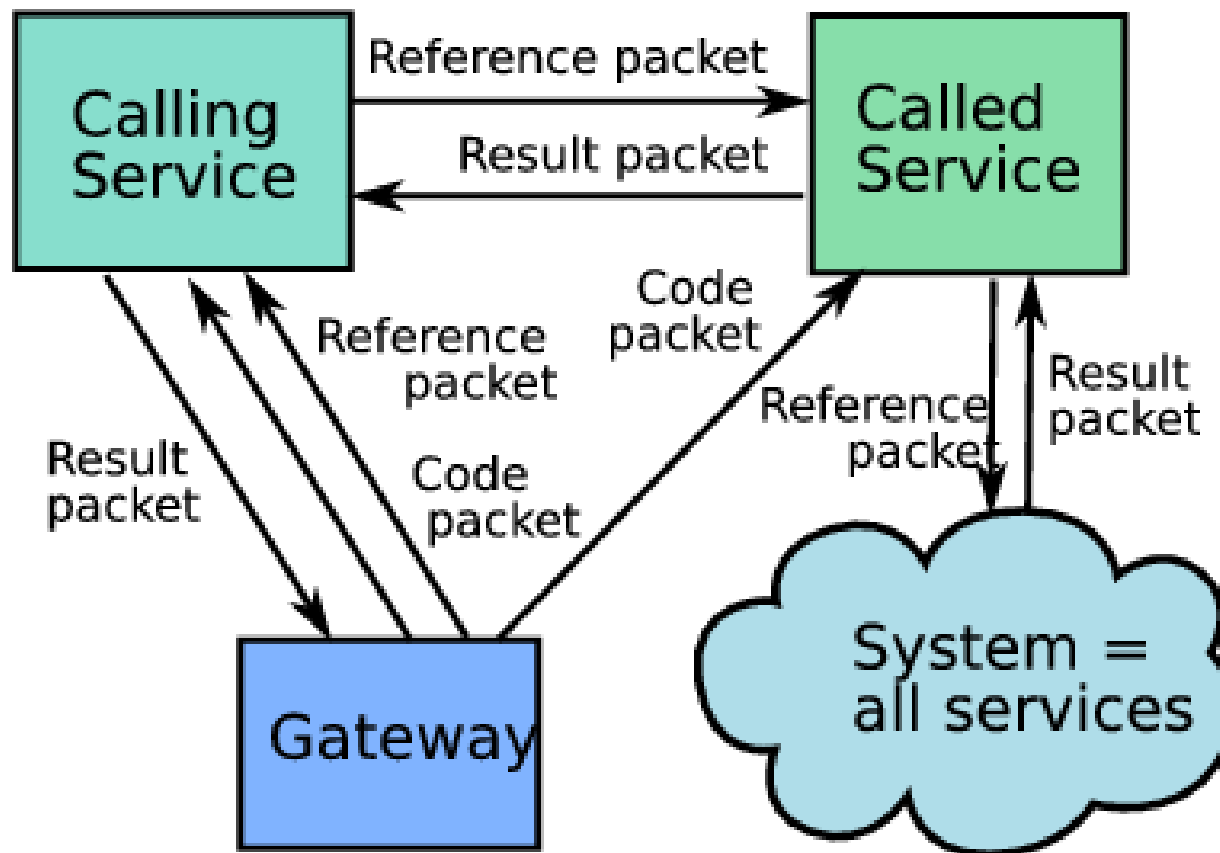 Reference packet
Calling
Service
Called
Service
Result packet
Code
packet
Reference
packet
Result
packet
Reference
packet
Result
packet
Code
packet
System =
all services
Gateway